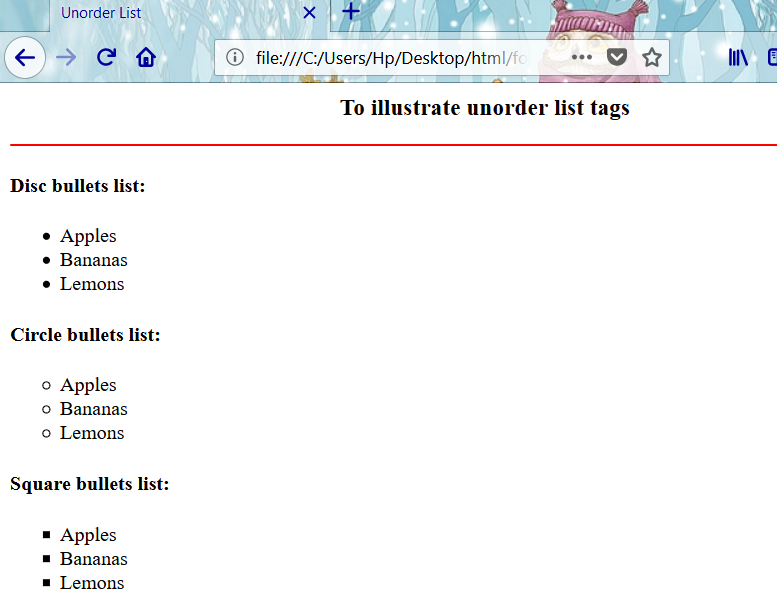 Unorder List
file:///C:/Users/Hp/Desktop/html/fo
To illustrate unorder list tags
Disc bullets list:
Apples
Bananas
Lemons
Circle bullets list:
Apples
Bananas
Lemons
Square bullets list:
Apples
Bananas
Lemons